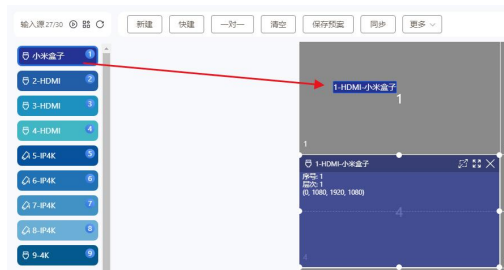 输入源 27/30
新建 快建 一对一 清空 保存预案 同步 更多
小米盒子 1
2-HDMI 2
3-HDMI 3
4-HDMI 4
5-IP4K 5
6-IP4K 6
7-IP4K 7
8-IP4K 8
9-4K 9
1-HDMI-小米盒子
1
1
1-HDMI-小米盒子
序号: 1
层次: 1
(0, 1080, 1920, 1080)
4
4